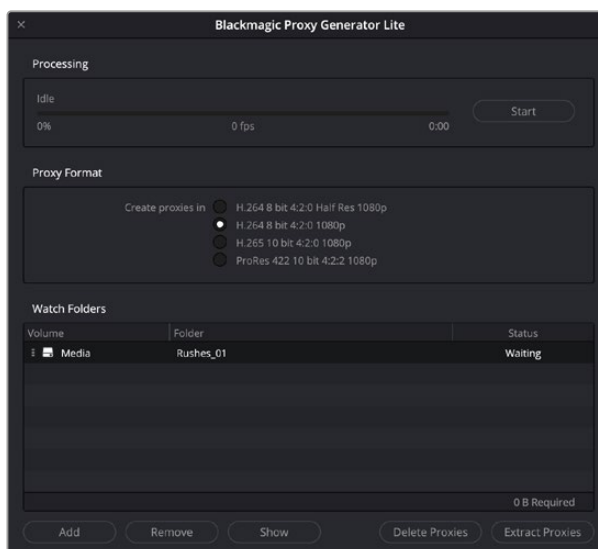 Blackmagic Proxy Generator Lite
Processing
Idle
0% 0 fps 0:00
Start
Proxy Format
Create proxies in H.264 8 bit 4:2:0 Half Res 1080p
H.264 8 bit 4:2:0 1080p
H.265 10 bit 4:2:0 1080p
ProRes 422 10 bit 4:2:2 1080p
Watch Folders
Volume Folder Status
Media Rushes_01 Waiting
0 B Required
Add Remove Show Delete Proxies Extract Proxies